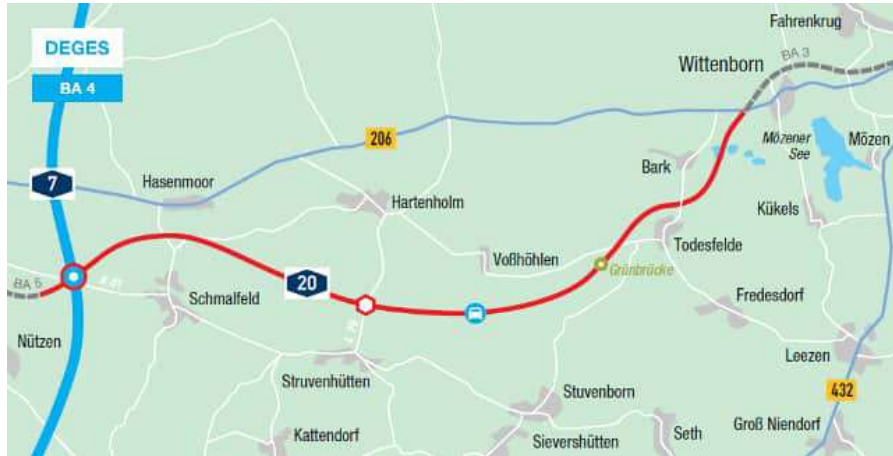 DEGES
BA 4
Fahrenkrug
BA 3
Wittenborn
206
Mözener
See
Mözen
7
Hasenmoor
Bark
Hartenholm
Kükels
Voßhöhlen
Todesfelde
Grünbrücke
BA 5
K 81
20
Schmalfeld
Fredesdorf
Nützen
Leezen
Struvenhütten
Stuvenborn
432
Kattendorf
Sievershütten
Seth
Groß Niendorf